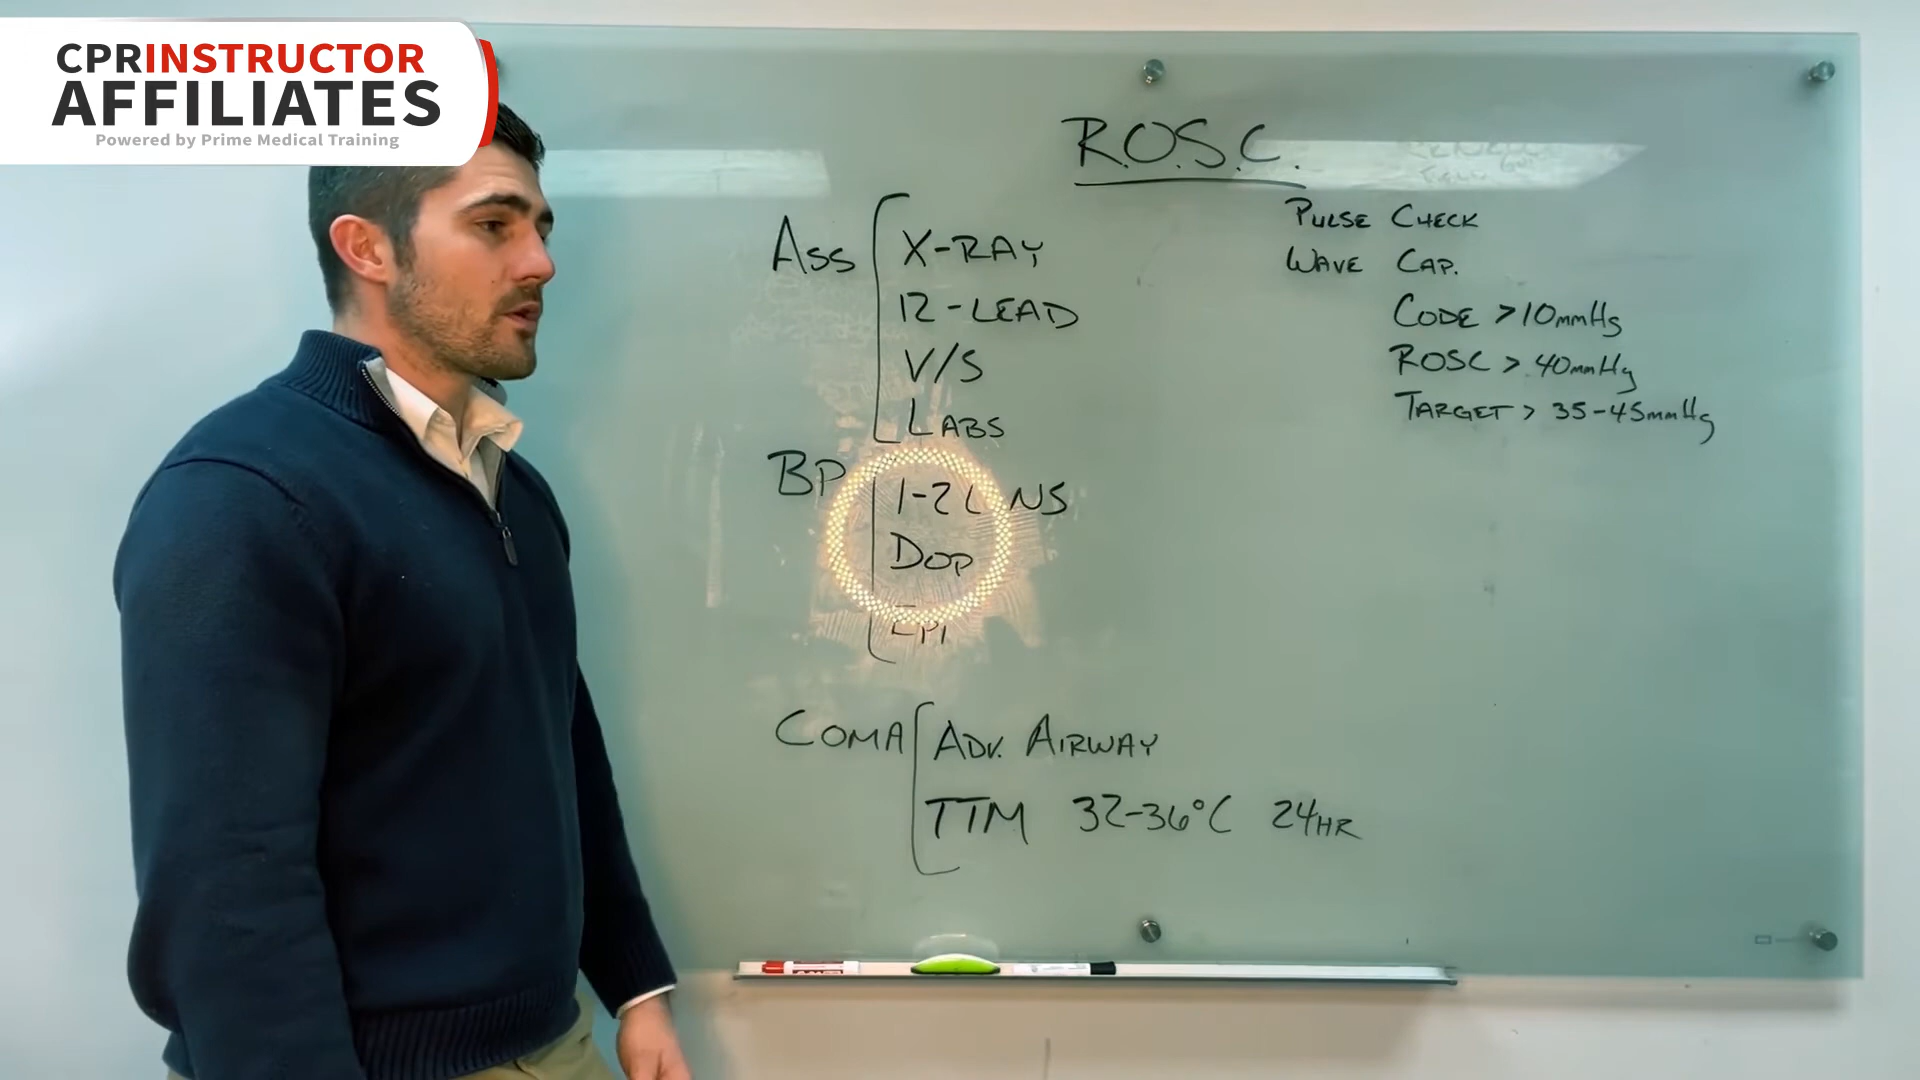 CPRINSTRUCTOR
AFFILIATES
Powered by Prime Medical Training
R.O.S.C.
Ass
X-RAY
12-LEAD
V/S
LABS
BP
1-2L NS
DOP
EPI
COMA
ADV. AIRWAY
TTM 32-36°C 24HR
PULSE CHECK
WAVE CAP.
CODE >10mmHg
ROSC > 40mmHg
TARGET > 35-45mmHg